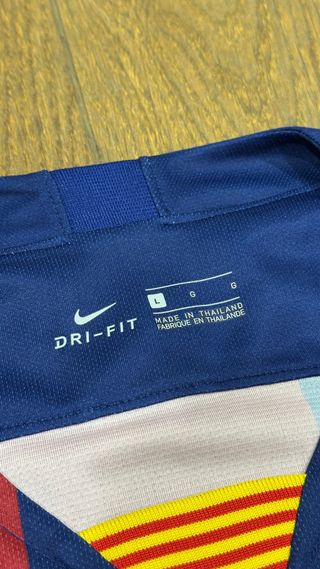 L G G
DRI-FIT
MADE IN THAILAND
FABRIQUE EN THAILANDE